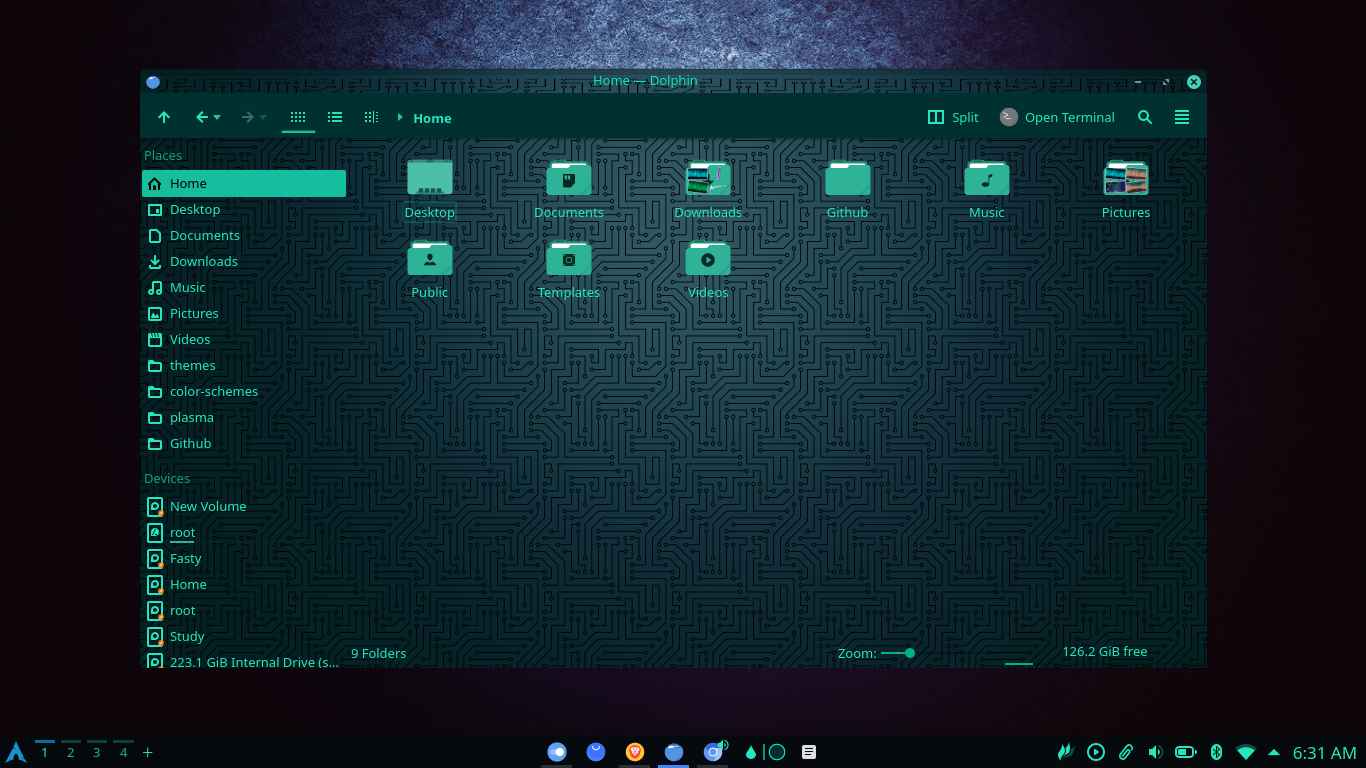 Home — Dolphin
Home
Split
Open Terminal
Places
Home
Desktop
Documents
Downloads
Music
Pictures
Videos
themes
color-schemes
plasma
Github
Devices
New Volume
root
Fasty
Home
root
Study
223.1 GiB Internal Drive (s...
Desktop
Documents
Downloads
Github
Music
Pictures
Public
Templates
Videos
9 Folders
Zoom:
126.2 GiB free
1 2 3 4 +
6:31 AM